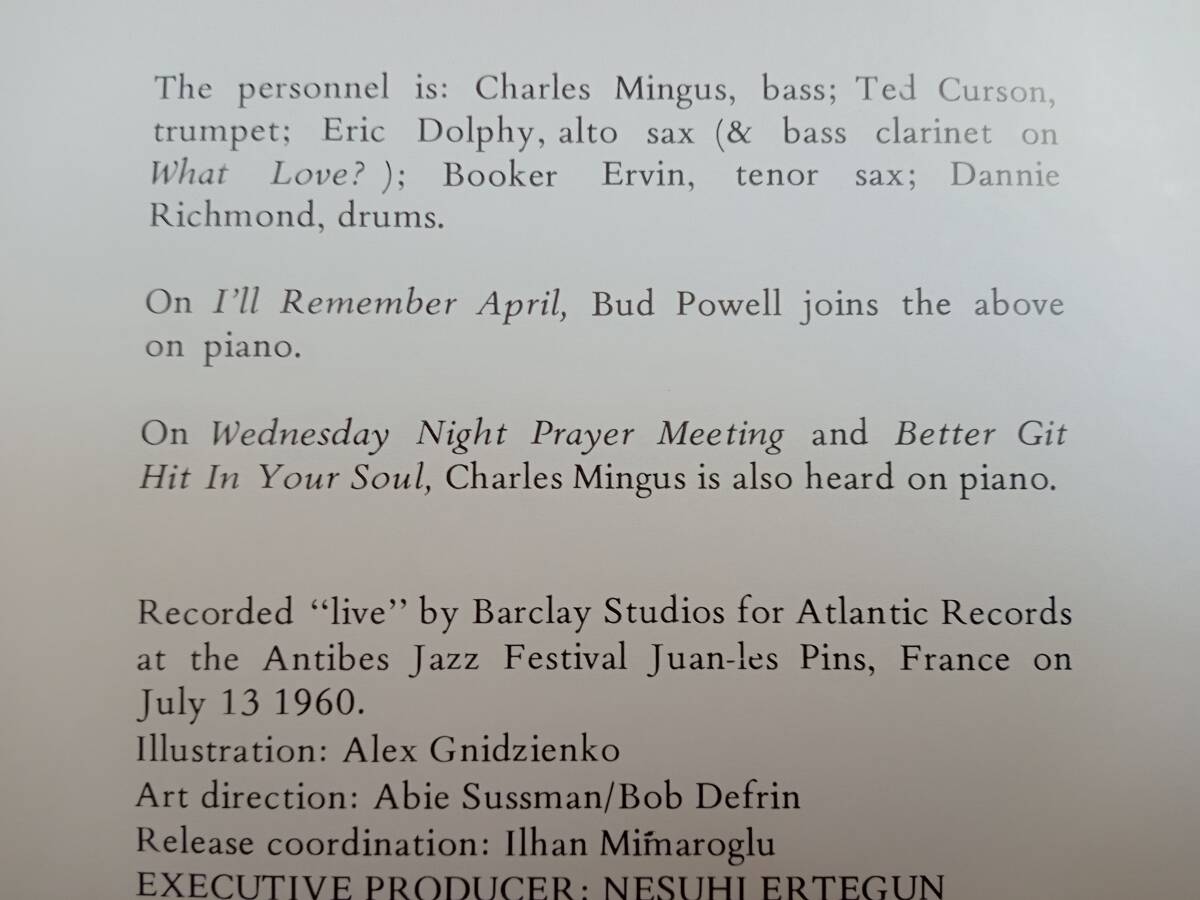 The personnel is: Charles Mingus, bass; Ted Curson,
trumpet; Eric Dolphy, alto sax (& bass clarinet on
What Love? ); Booker Ervin, tenor sax; Dannie
Richmond, drums.
On I'll Remember April, Bud Powell joins the above
on piano.
On Wednesday Night Prayer Meeting and Better Git
Hit In Your Soul, Charles Mingus is also heard on piano.
Recorded “live” by Barclay Studios for Atlantic Records
at the Antibes Jazz Festival Juan-les Pins, France on
July 13 1960.
Illustration: Alex Gnidzienko
Art direction: Abie Sussman/Bob Defrin
Release coordination: Ilhan Mimaroglu
EXECUTIVE PRODUCER: NESUHI ERTEGUN